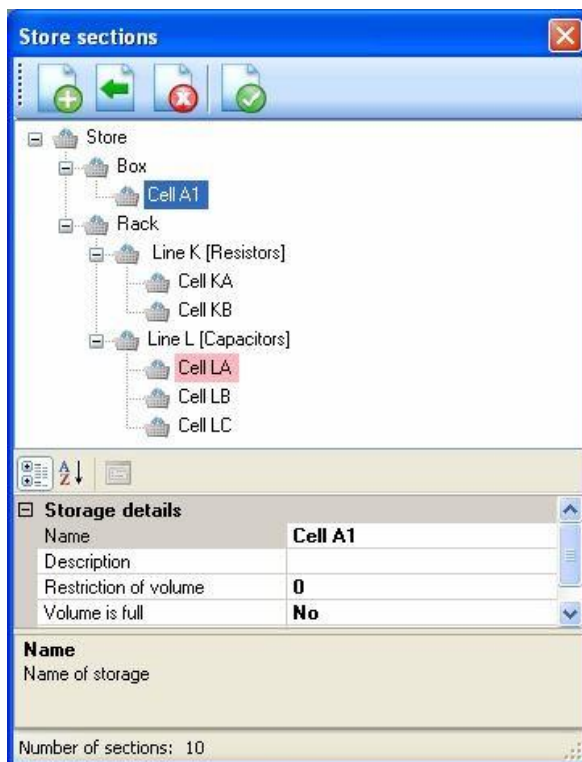 Store sections
Store
Box
Cell A1
Rack
Line K [Resistors]
Cell KA
Cell KB
Line L [Capacitors]
Cell LA
Cell LB
Cell LC
A
Z
Storage details
Name Cell A1
Description
Restriction of volume 0
Volume is full No
Name
Name of storage
Number of sections: 10